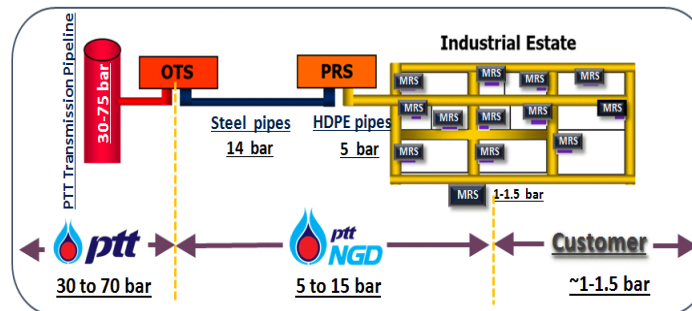 PTT Transmission Pipeline
30-75 bar
OTS
PRS
Steel pipes
14 bar
HDPE pipes
5 bar
Industrial Estate
MRS
MRS
MRS
MRS
MRS
MRS
MRS
MRS
MRS
MRS
MRS
MRS
MRS
1-1.5 bar
ptt
30 to 70 bar
ptt
NGD
5 to 15 bar
Customer
~1-1.5 bar